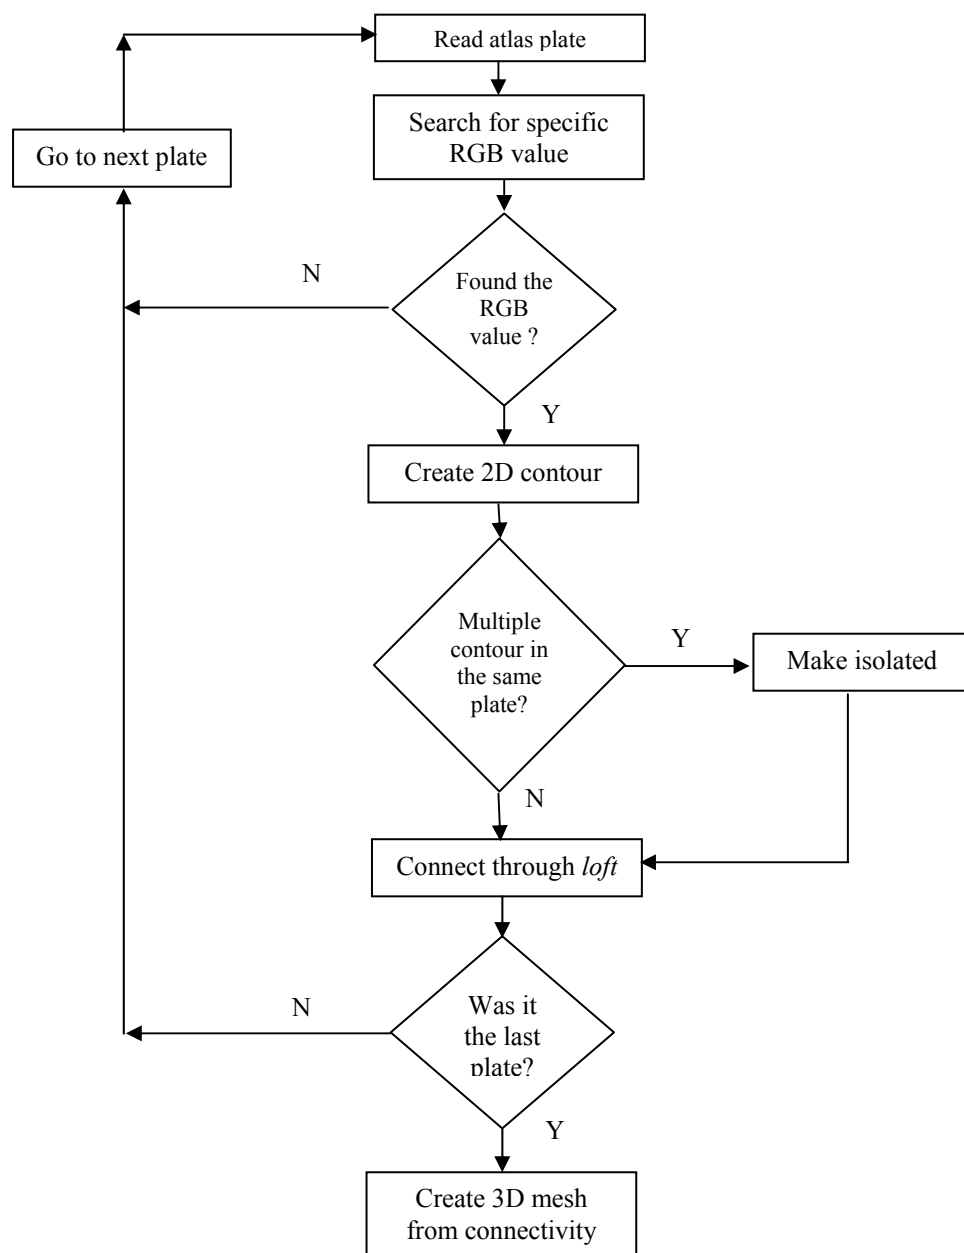 Read atlas plate
Search for specific
RGB value
Go to next plate
N
Found the
RGB
value ?
Y
Create 2D contour
Multiple
contour in
the same
plate?
Y
Make isolated
N
Connect through loft
N
Was it
the last
plate?
Y
Create 3D mesh
from connectivity